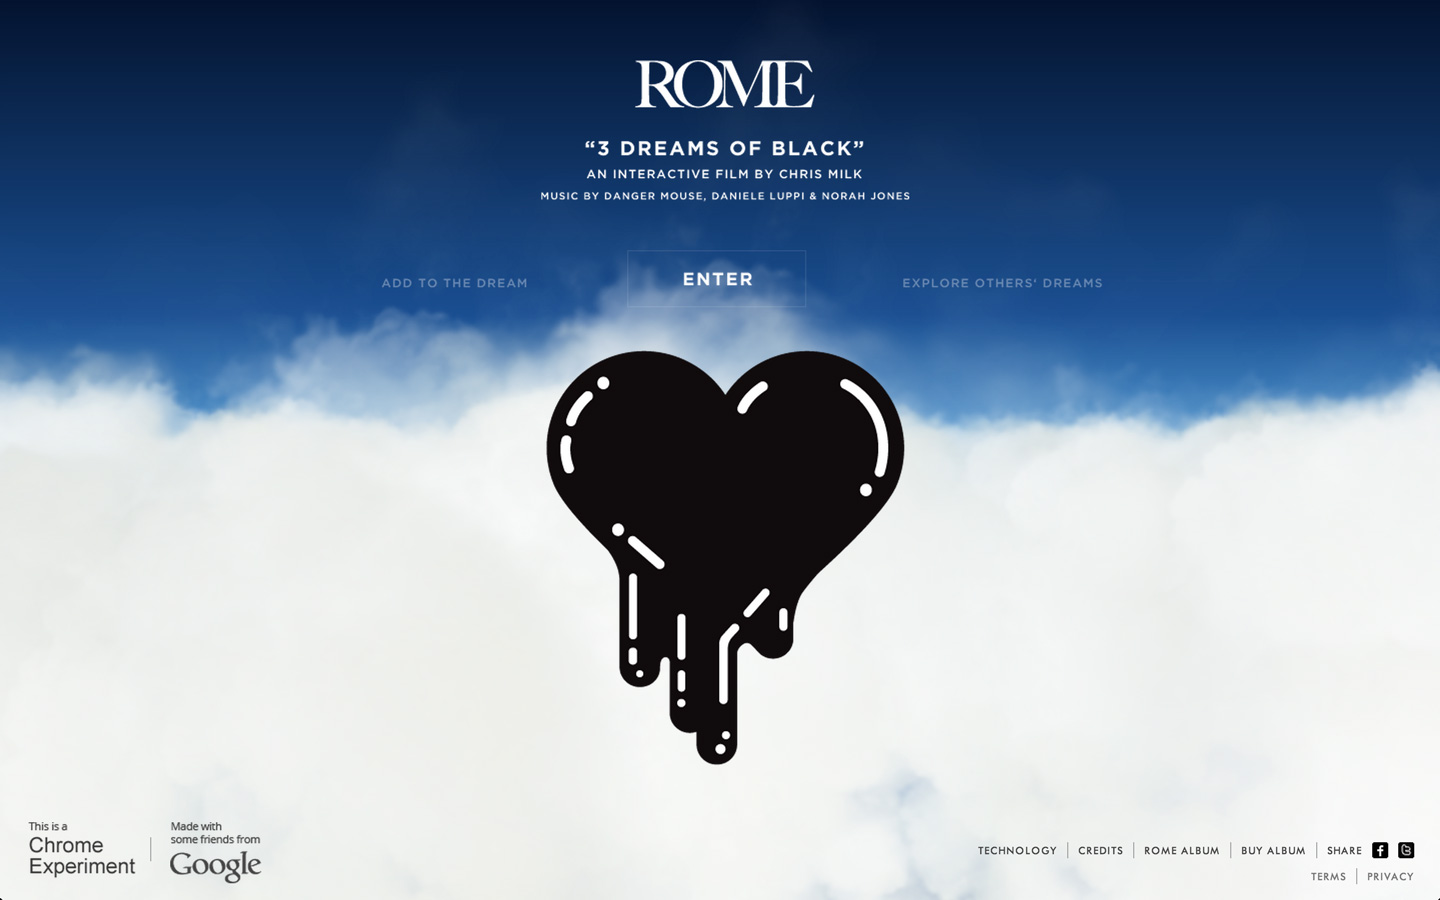 ROME
“3 DREAMS OF BLACK”
AN INTERACTIVE FILM BY CHRIS MILK
MUSIC BY DANGER MOUSE, DANIELE LUPPI & NORAH JONES
ADD TO THE DREAM
ENTER
EXPLORE OTHERS' DREAMS
This is a
Chrome
Experiment
Made with
some friends from
Google
TECHNOLOGY
CREDITS
ROME ALBUM
BUY ALBUM
SHARE
TERMS
PRIVACY